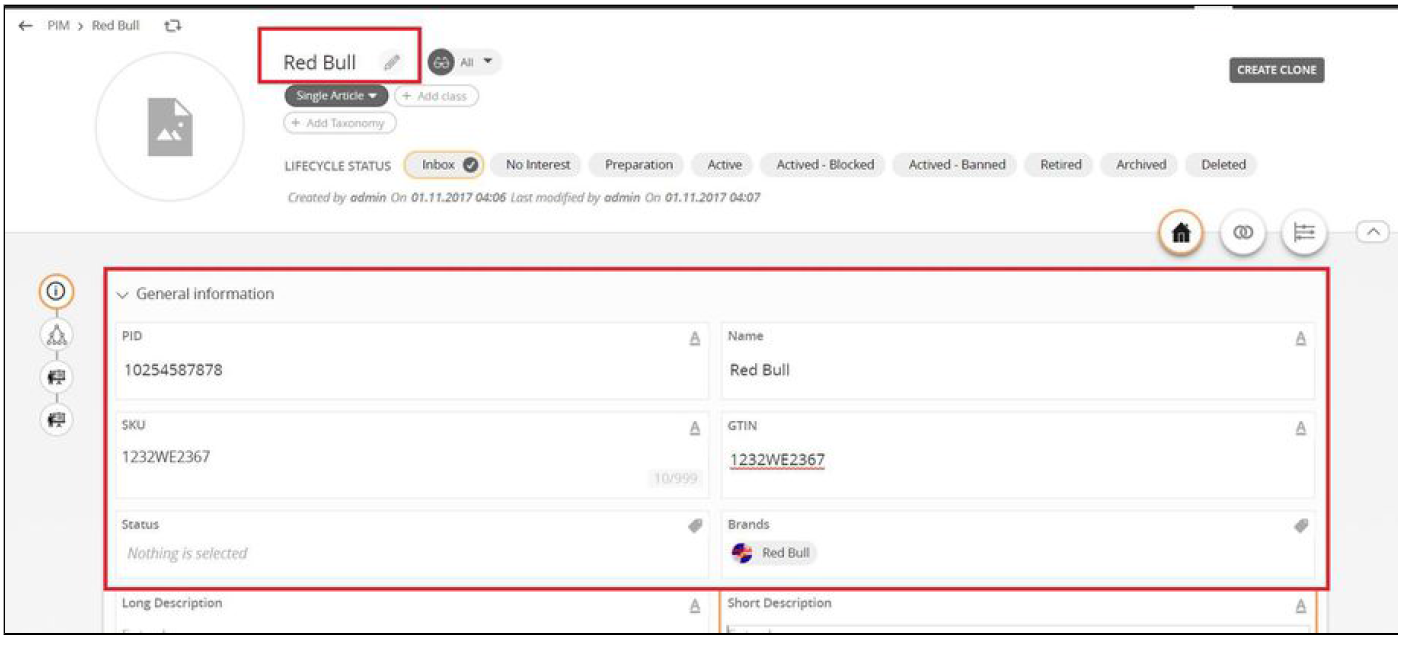 ← PIM > Red Bull
Red Bull All
CREATE CLONE
Single Article + Add class
+ Add Taxonomy
LIFECYCLE STATUS Inbox No Interest Preparation Active Actived - Blocked Actived - Banned Retired Archived Deleted
Created by admin On 01.11.2017 04:06 Last modified by admin On 01.11.2017 04:07
General information
PID A Name A
10254587878 Red Bull
SKU A GTIN A
1232WE2367 1232WE2367
10/999
Status Brands
Nothing is selected Red Bull
Long Description A Short Description A